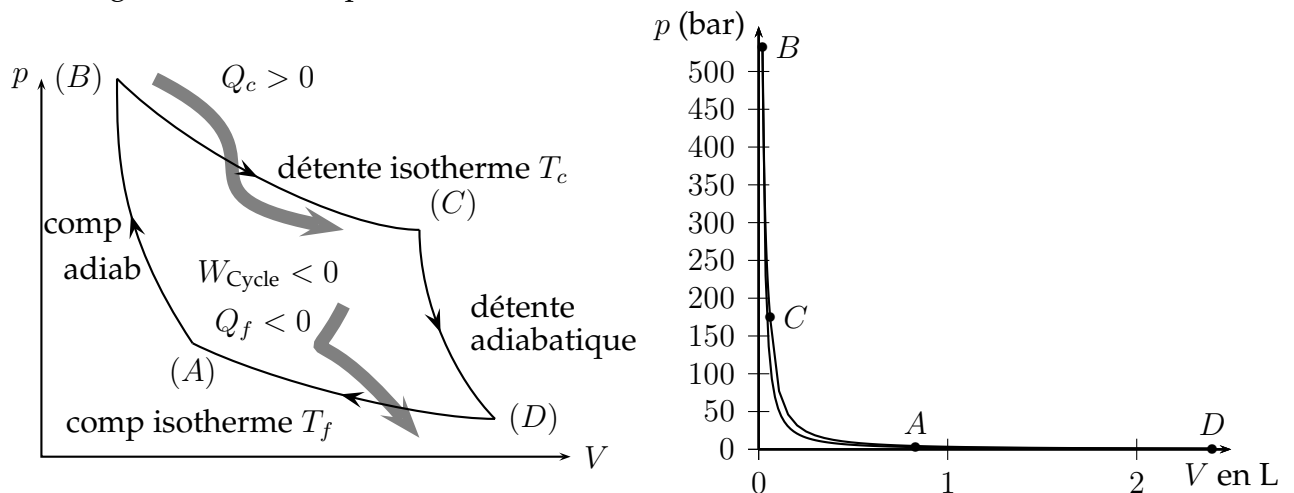 p
(B)
Q_c > 0
détente isotherme T_c
(C)
comp
adiab
W_Cycle < 0
Q_f < 0
détente
adiabatique
(A)
comp isotherme T_f
(D)
V
p (bar)
B
500
450
400
350
300
250
200
150
100
50
0
C
A
D
0
1
2
V en L